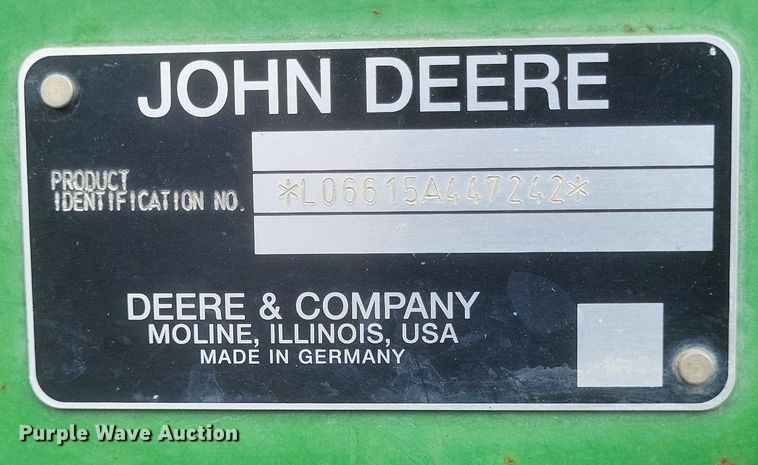 JOHN DEERE
PRODUCT
IDENTIFICATION NO.
*L06615A447242*
DEERE & COMPANY
MOLINE, ILLINOIS, USA
MADE IN GERMANY
Purple Wave Auction